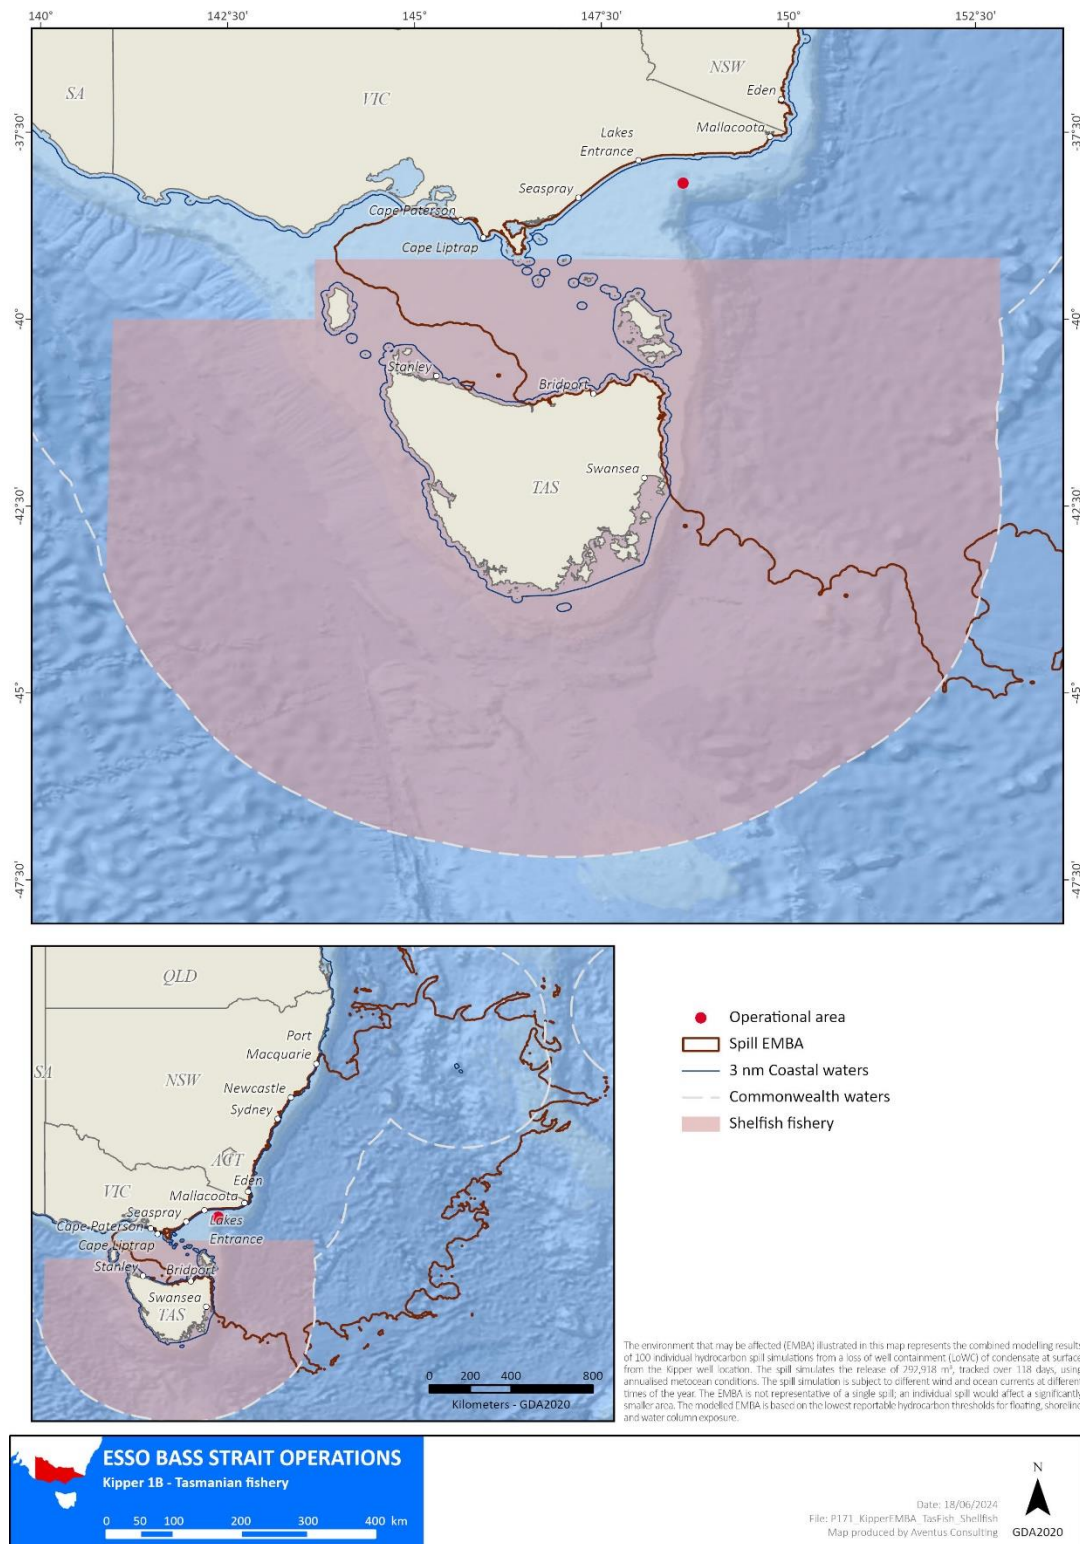 140°
142°30'
145°
147°30'
150°
152°30'
-37°30'
-40°
-42°30'
-45°
-47°30'
-37°30'
-40°
-42°30'
-45°
-47°30'
SA
VIC
NSW
Eden
Mallacoota
Lakes
Entrance
Seaspray
Cape Paterson
Cape Liptrap
Stanley
Bridport
Swansea
TAS
QLD
Port
Macquarie
SA
NSW
Newcastle
Sydney
ACT
Eden
VIC
Mallacoota
Seaspray
Lakes
Entrance
Cape Paterson
Cape Liptrap
Stanley
Bridport
Swansea
TAS
0 200 400 800
Kilometers - GDA2020
Operational area
Spill EMBA
3 nm Coastal waters
Commonwealth waters
Shelfish fishery
The environment that may be affected (EMBA) illustrated in this map represents the combined modelling results
of 100 individual hydrocarbon spill simulations from a loss of well containment (LoWC) of condensate at surface
from the Kipper well location. The spill simulates the release of 292,918 m³, tracked over 118 days, using
annualised metocean conditions. The spill simulation is subject to different wind and ocean currents at different
times of the year. The EMBA is not representative of a single spill; an individual spill would affect a significantly
smaller area. The modelled EMBA is based on the lowest reportable hydrocarbon thresholds for floating, shoreline
and water column exposure.
ESSO BASS STRAIT OPERATIONS
Kipper 1B - Tasmanian fishery
0 50 100 200 300 400 km
Date: 18/06/2024
File: P171_KipperEMBA_TasFish_Shellfish
Map produced by Aventus Consulting
N
GDA2020